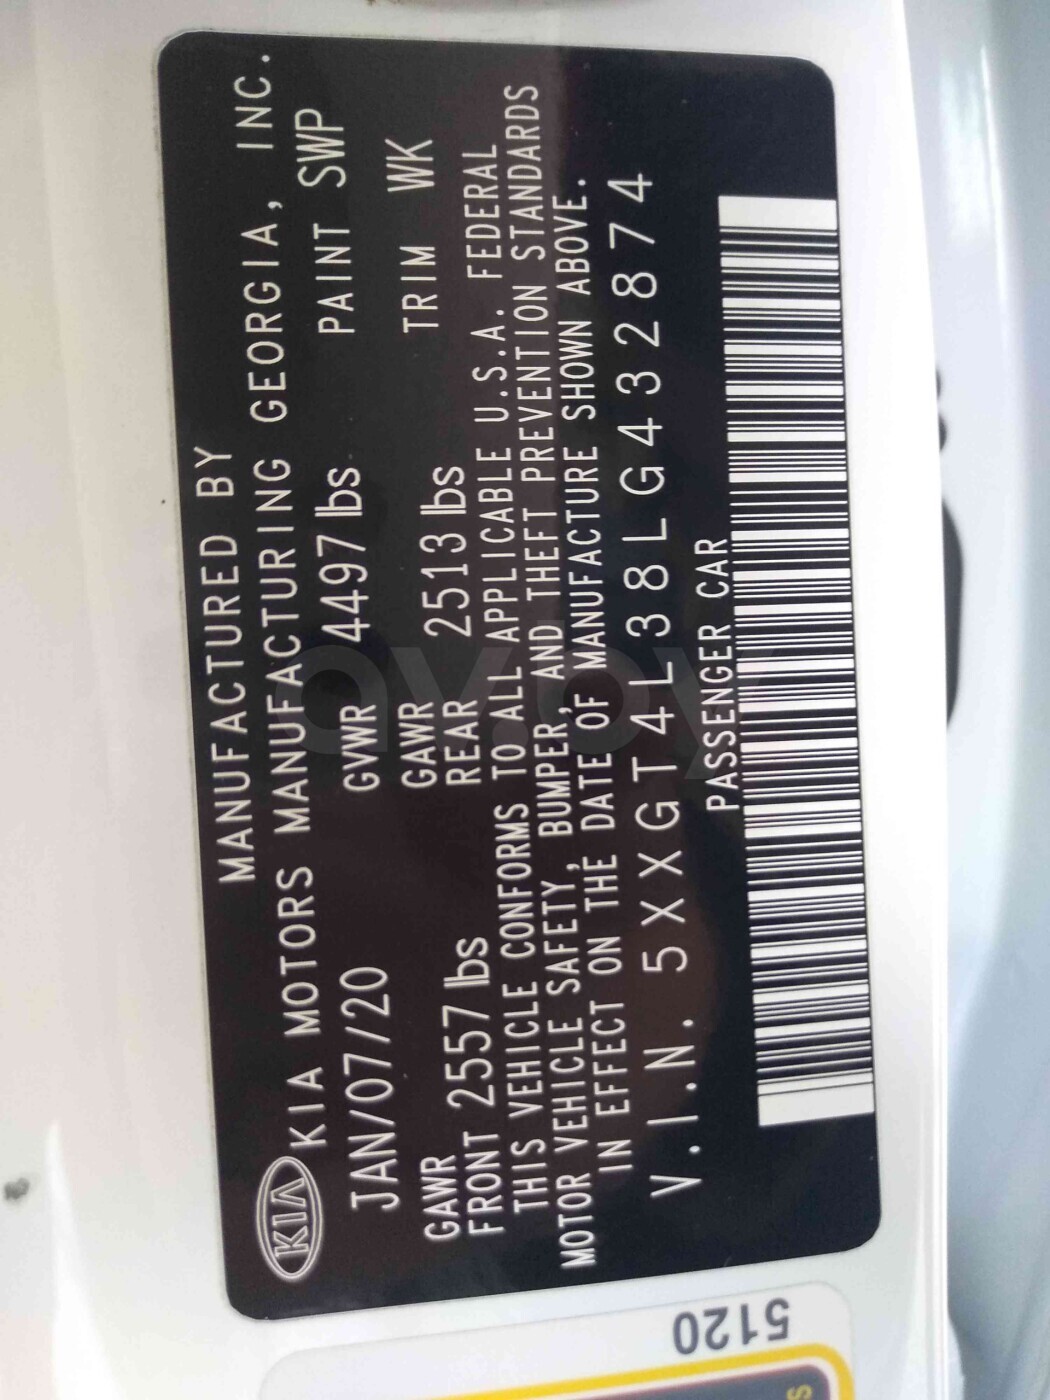 MANUFACTURED BY
KIA KIA MOTORS MANUFACTURING GEORGIA, INC.
JAN/07/20 GVWR 4497 lbs PAINT SWP
GAWR FRONT 2557 lbs GAWR REAR 2513 lbs TRIM WK
THIS VEHICLE CONFORMS TO ALL APPLICABLE U.S.A. FEDERAL
MOTOR VEHICLE SAFETY, BUMPER, AND THEFT PREVENTION STANDARDS
IN EFFECT ON THE DATE OF MANUFACTURE SHOWN ABOVE.
V.I.N. 5XXGT4L38LG432874
PASSENGER CAR
5120
av.by